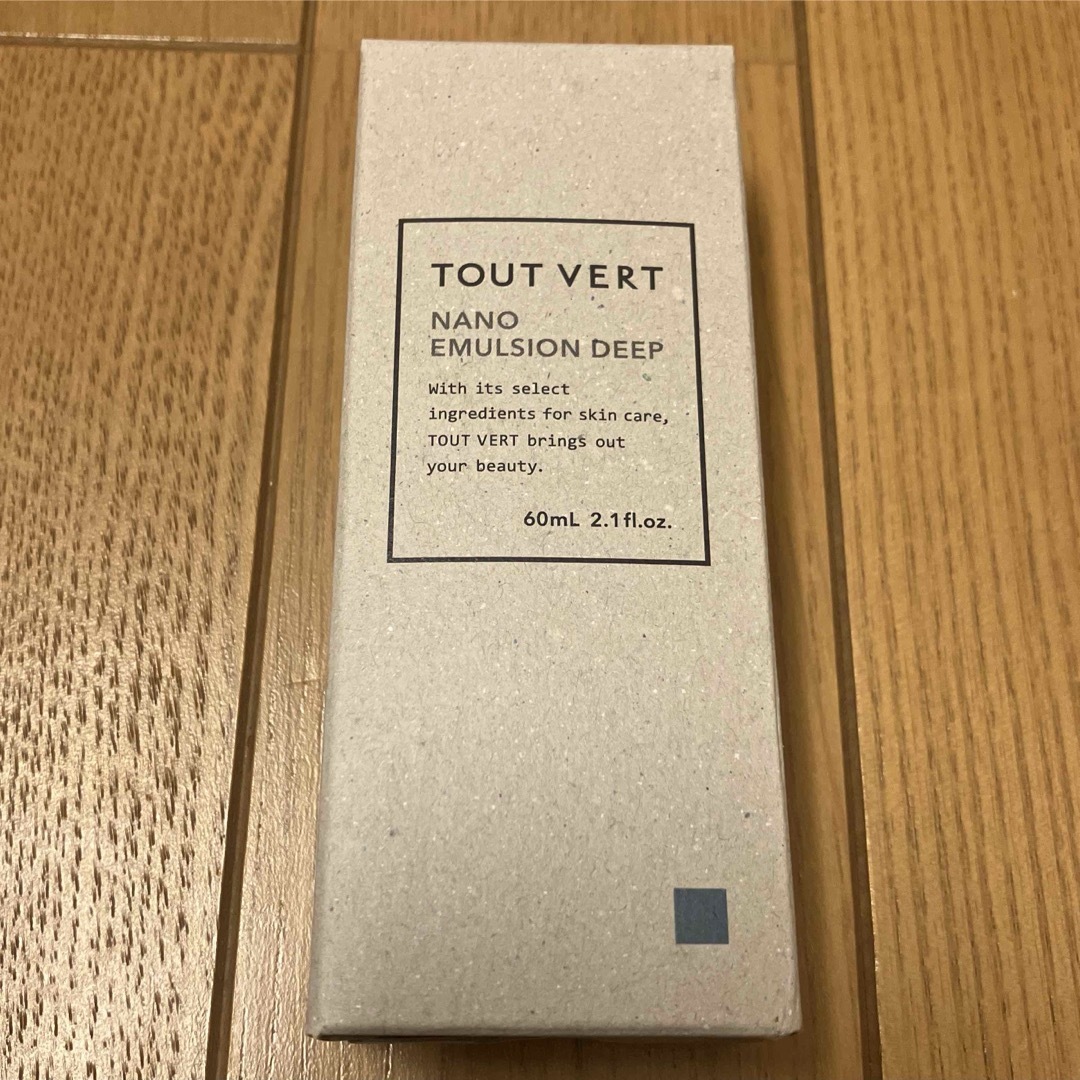 TOUT VERT
NANO
EMULSION DEEP
With its select
ingredients for skin care,
TOUT VERT brings out
your beauty.
60mL 2.1fl.oz.